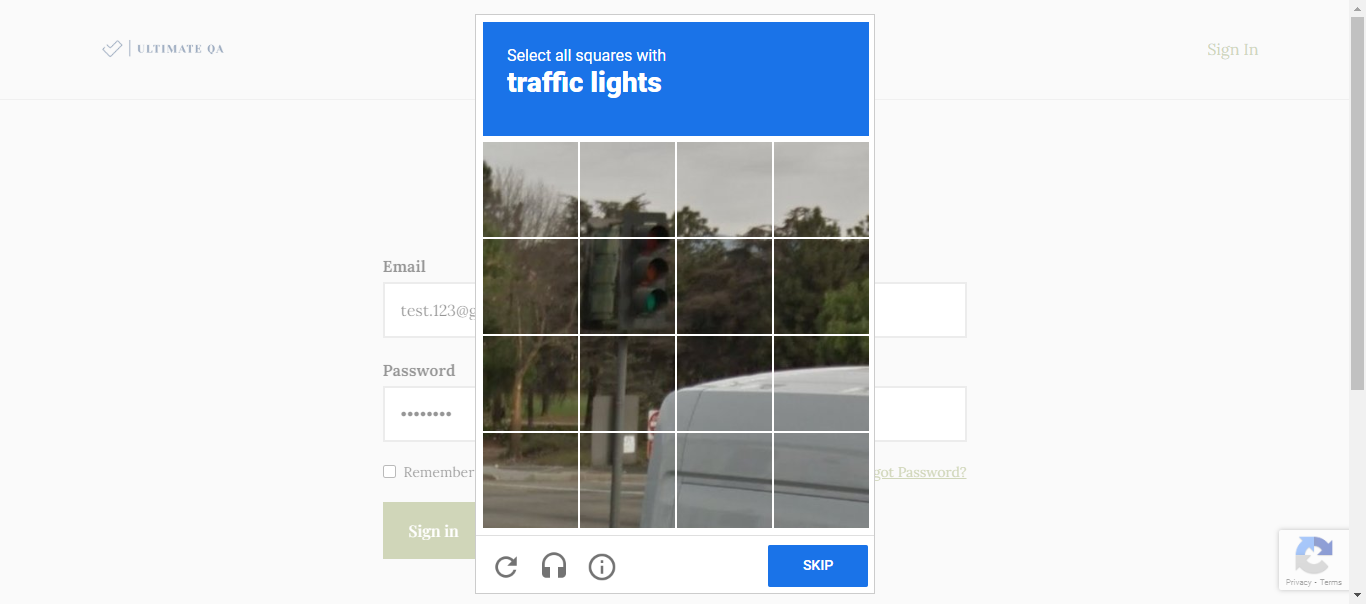 ULTIMATE QA
Sign In
Select all squares with
traffic lights
Email
test.123@g
Password
••••••••
Remember
got Password?
Sign in
SKIP
Privacy - Terms